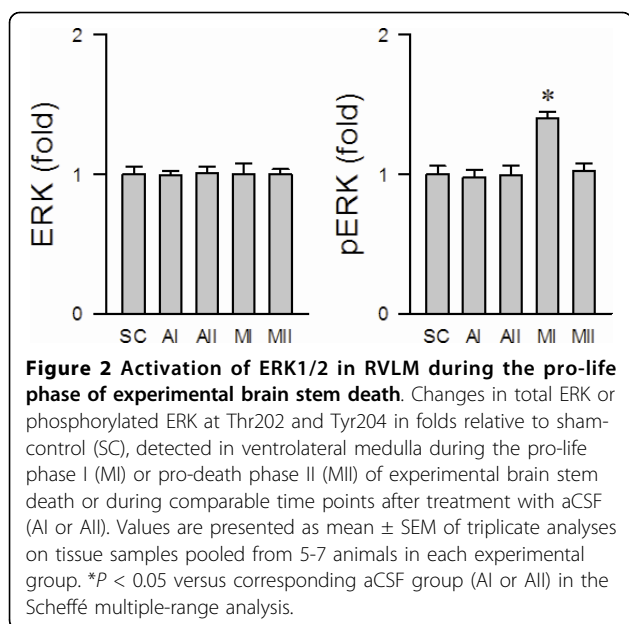 2
1
0
ERK (fold)
SC AI AII MI MII
2
1
0
pERK (fold)
*
SC AI AII MI MII
Figure 2 Activation of ERK1/2 in RVLM during the pro-life
phase of experimental brain stem death. Changes in total ERK or
phosphorylated ERK at Thr202 and Tyr204 in folds relative to sham-
control (SC), detected in ventrolateral medulla during the pro-life
phase I (MI) or pro-death phase II (MII) of experimental brain stem
death or during comparable time points after treatment with aCSF
(AI or AII). Values are presented as mean ± SEM of triplicate analyses
on tissue samples pooled from 5-7 animals in each experimental
group. *P < 0.05 versus corresponding aCSF group (AI or AII) in the
Scheffé multiple-range analysis.